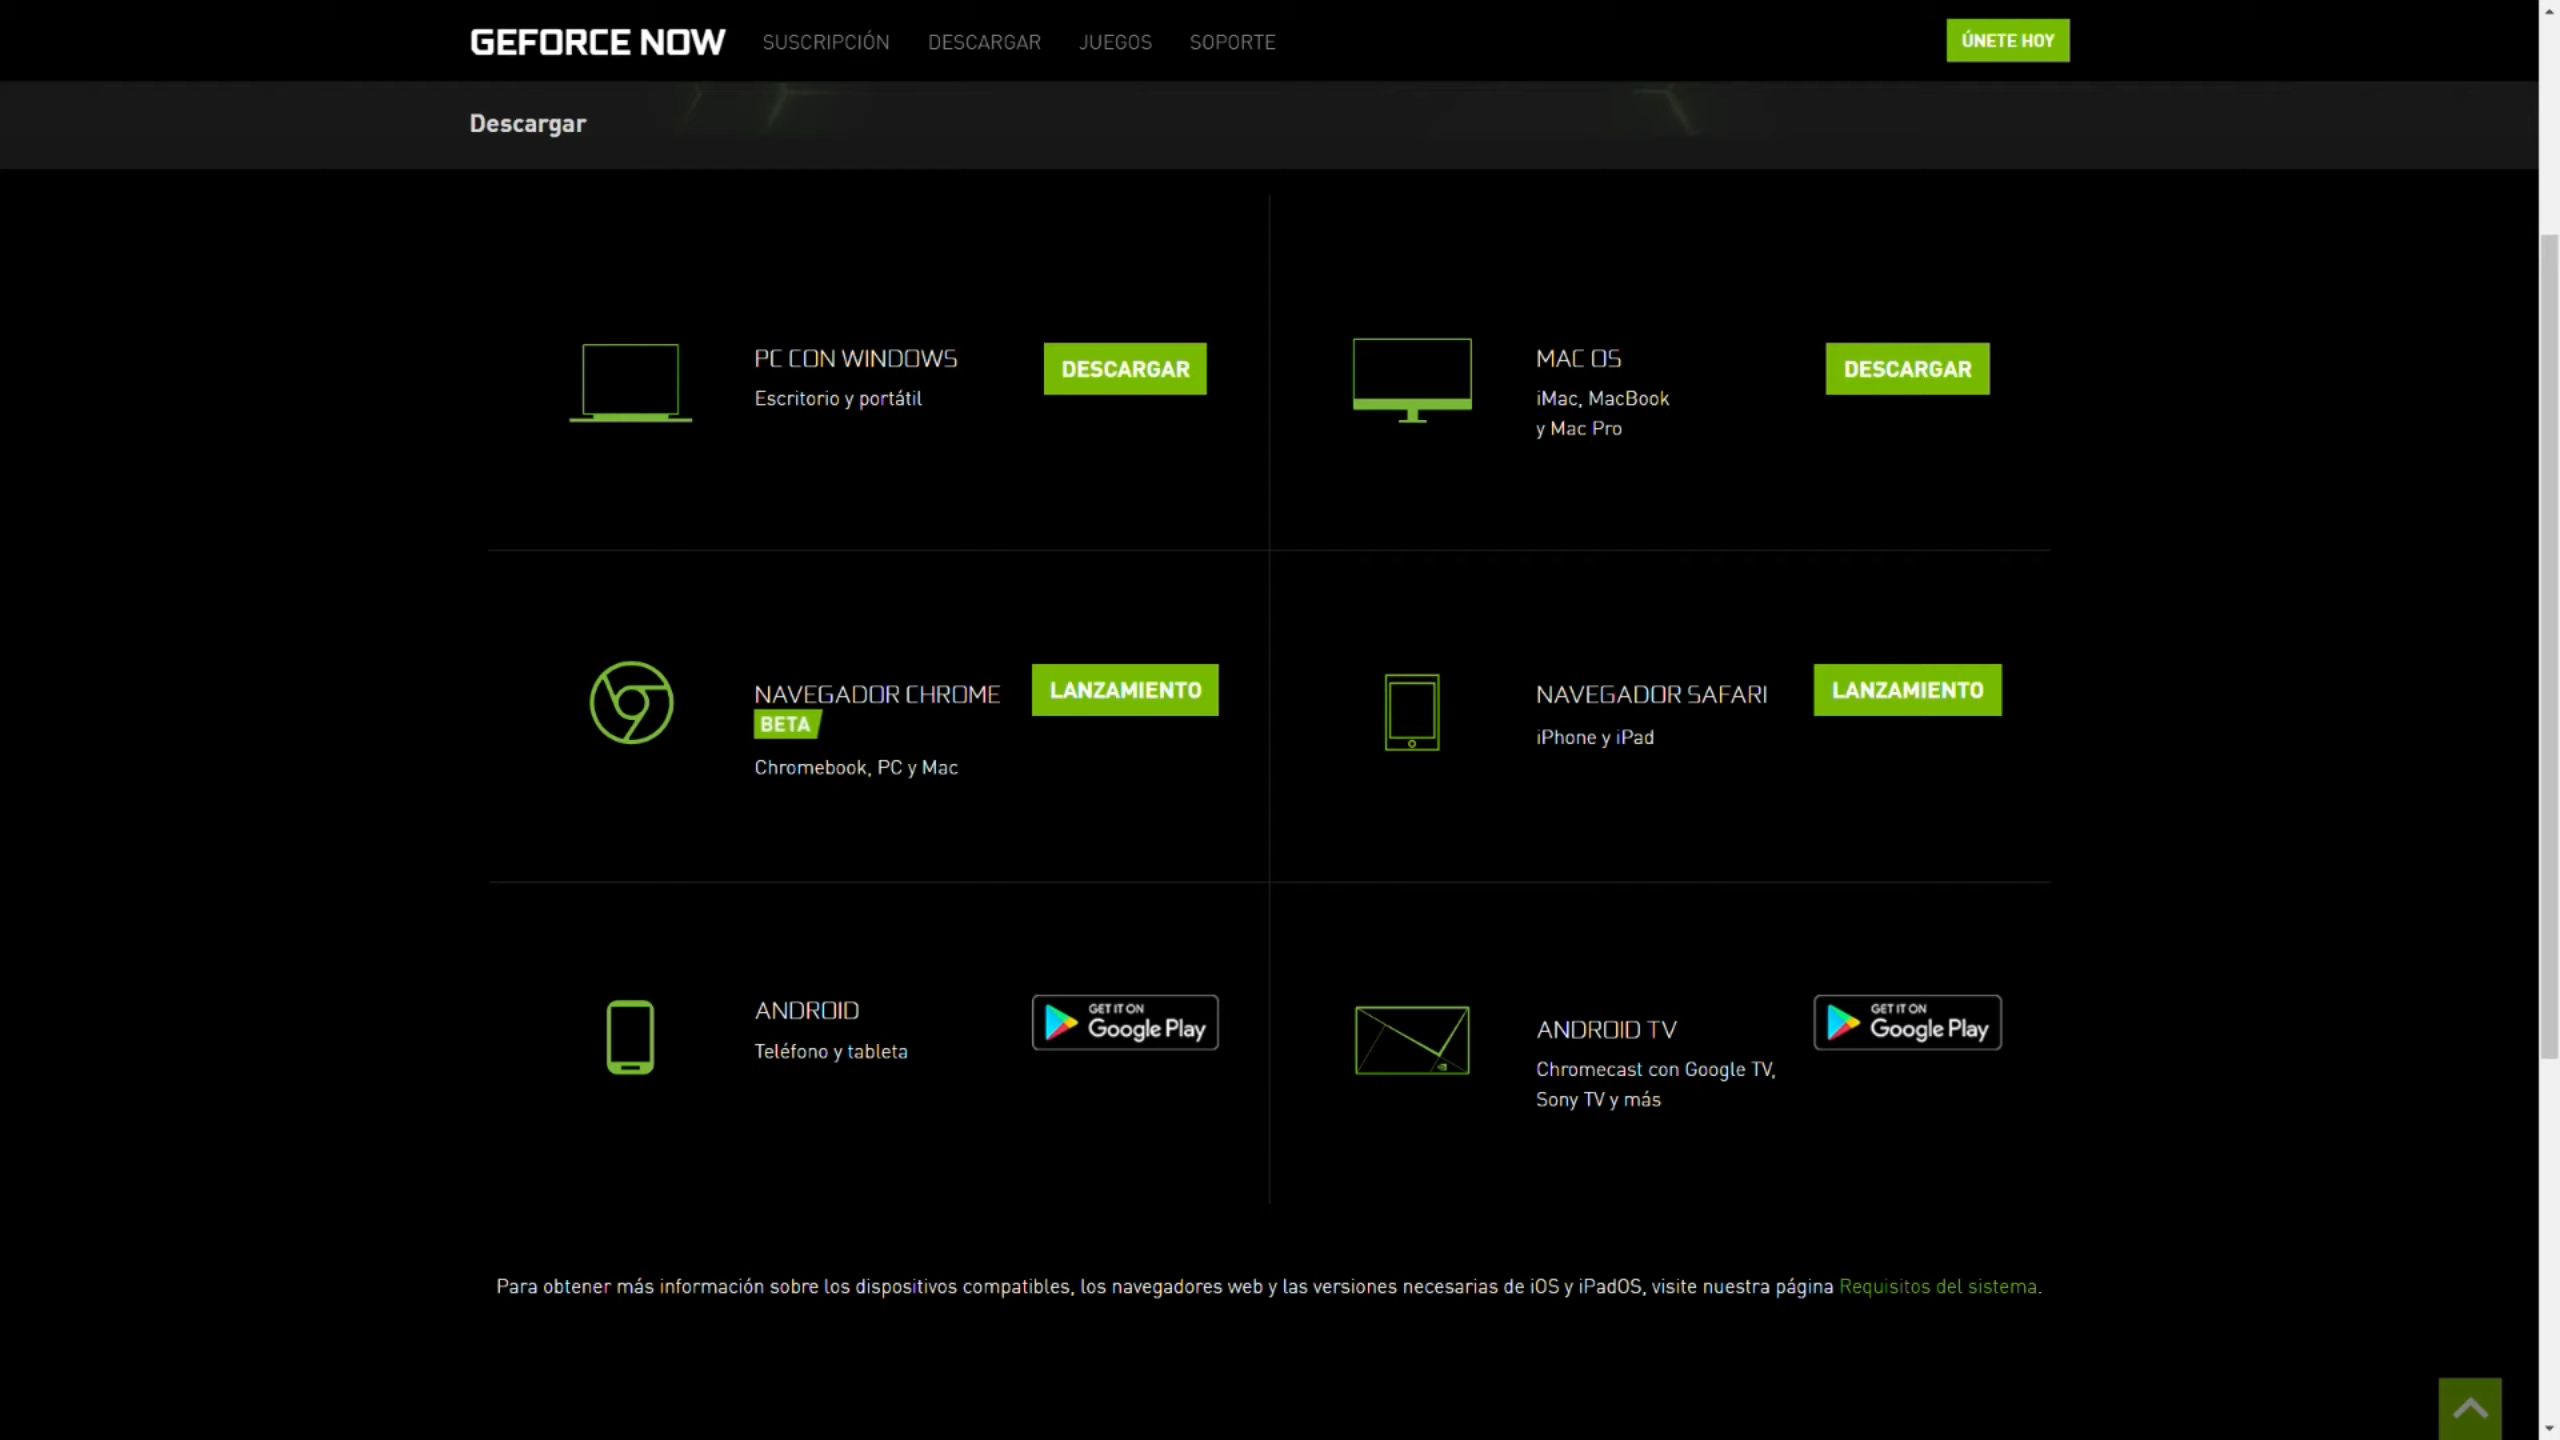 GEFORCE NOW
SUSCRIPCIÓN
DESCARGAR
JUEGOS
SOPORTE
ÚNETE HOY
Descargar
PC CON WINDOWS
Escritorio y portátil
DESCARGAR
MAC OS
iMac, MacBook
y Mac Pro
DESCARGAR
NAVEGADOR CHROME
BETA
Chromebook, PC y Mac
LANZAMIENTO
NAVEGADOR SAFARI
iPhone y iPad
LANZAMIENTO
ANDROID
Teléfono y tableta
GET IT ON
Google Play
ANDROID TV
Chromecast con Google TV,
Sony TV y más
GET IT ON
Google Play
Para obtener más información sobre los dispositivos compatibles, los navegadores web y las versiones necesarias de iOS y iPadOS, visite nuestra página Requisitos del sistema.